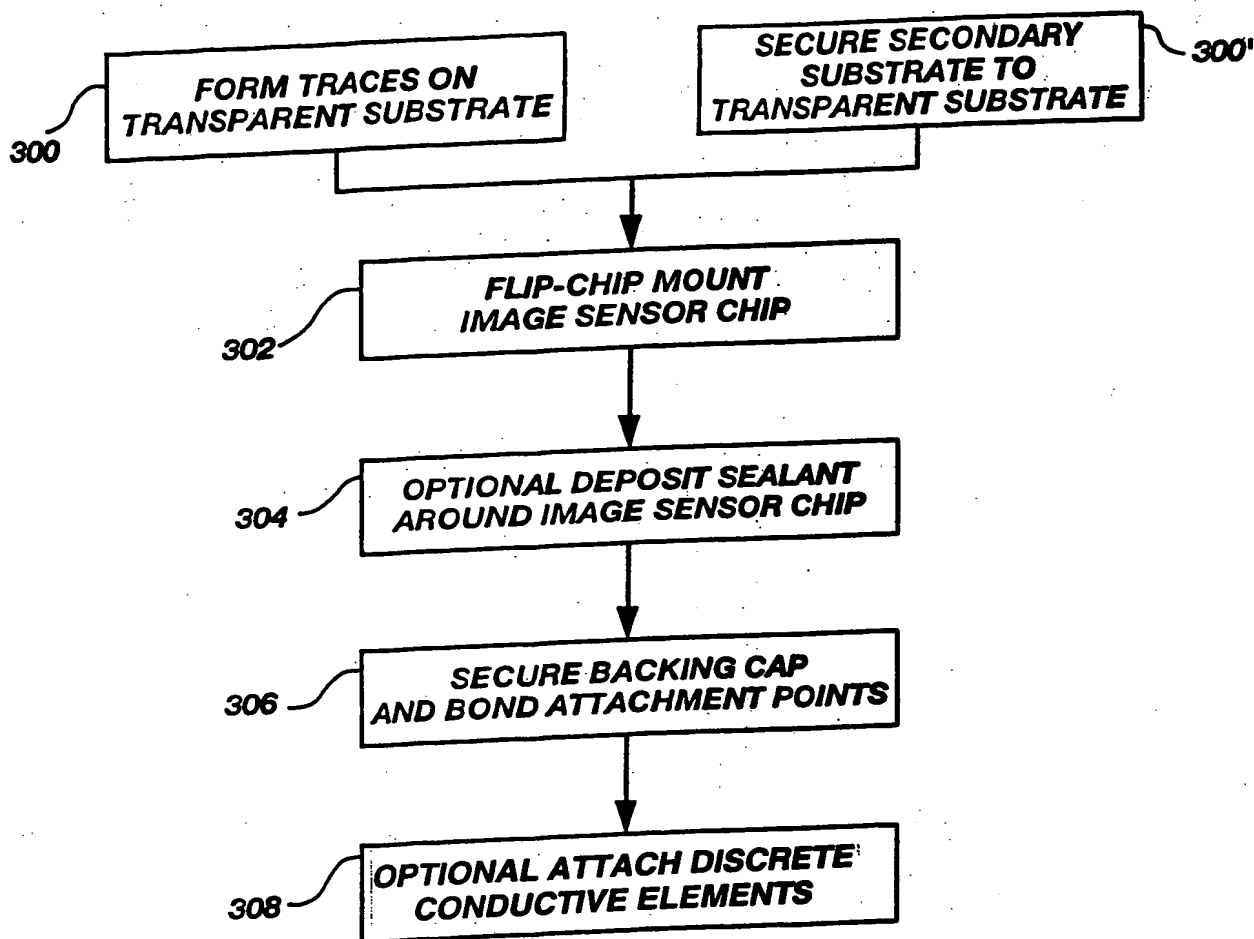 FORM TRACES ON
TRANSPARENT SUBSTRATE
300
SECURE SECONDARY
SUBSTRATE TO
TRANSPARENT SUBSTRATE
300"
FLIP-CHIP MOUNT
IMAGE SENSOR CHIP
302
OPTIONAL DEPOSIT SEALANT
AROUND IMAGE SENSOR CHIP
304
SECURE BACKING CAP
AND BOND ATTACHMENT POINTS
306
OPTIONAL ATTACH DISCRETE
CONDUCTIVE ELEMENTS
308